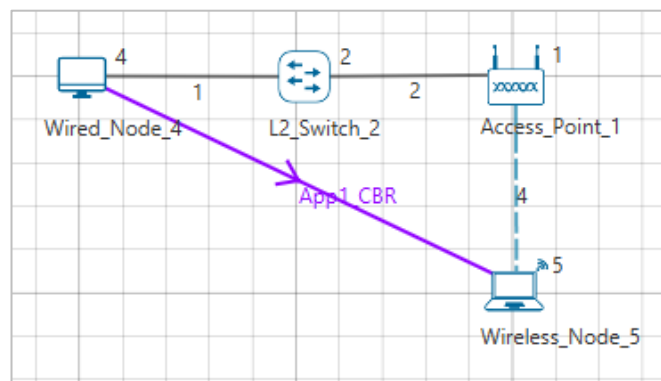 4
2
1
1
2
Wired_Node_4
L2_Switch_2
Access_Point_1
App1_CBR
4
5
Wireless_Node_5